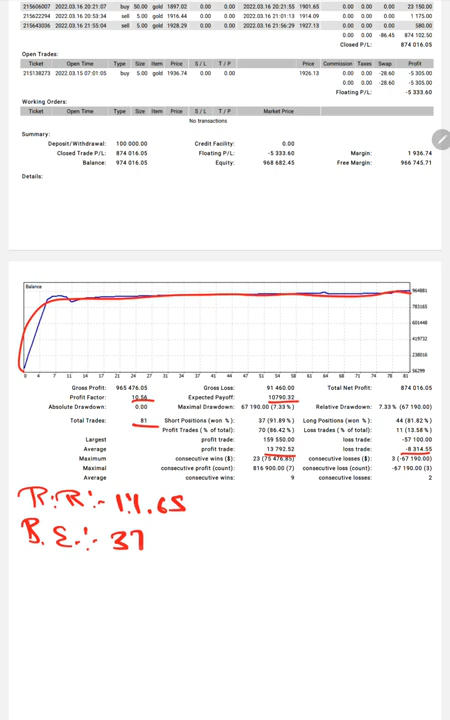 215606007 2022.03.16 20:21:07 buy 50.00 gold 1897.02 0.00 0.00 2022.03.16 20:21:55 1901.65 0.00 0.00 0.00 23 150.00
215622294 2022.03.16 20:53:34 sell 5.00 gold 1916.44 0.00 0.00 2022.03.16 21:01:13 1914.09 0.00 0.00 0.00 1 175.00
215643036 2022.03.16 21:55:04 sell 5.00 gold 1928.29 0.00 0.00 2022.03.16 21:56:29 1927.13 0.00 0.00 0.00 580.00
0.00 0.00 -86.45 874 102.50
Closed P/L: 874 016.05
Open Trades:
Ticket Open Time Type Size Item Price S / L T / P Price Commission Taxes Swap Profit
215138273 2022.03.15 07:01:05 buy 5.00 gold 1936.74 0.00 0.00 1926.13 0.00 0.00 -28.60 -5 305.00
0.00 0.00 -28.60 -5 305.00
Floating P/L: -5 333.60
Working Orders:
Ticket Open Time Type Size Item Price S / L T / P Market Price
No transactions
Summary:
Deposit/Withdrawal: 100 000.00 Credit Facility: 0.00
Closed Trade P/L: 874 016.05 Floating P/L: -5 333.60 Margin: 1 936.74
Balance: 974 016.05 Equity: 968 682.45 Free Margin: 966 745.71
Details:
Balance
964881
783165
601448
419732
238016
56299
0 4 7 11 14 17 21 24 27 31 34 37 41 44 47 51 54 58 61 64 68 71 74 78 81
Gross Profit: 965 476.05 Gross Loss: 91 460.00 Total Net Profit: 874 016.05
Profit Factor: 10.56 Expected Payoff: 10790.32
Absolute Drawdown: 0.00 Maximal Drawdown: 67 190.00 (7.33%) Relative Drawdown: 7.33% (67 190.00)
Total Trades: 81 Short Positions (won %): 37 (91.89%) Long Positions (won %): 44 (81.82%)
Profit Trades (% of total): 70 (86.42%) Loss trades (% of total): 11 (13.58%)
Largest profit trade: 159 550.00 loss trade: -57 100.00
Average profit trade: 13 792.52 loss trade: -8 314.55
Maximum consecutive wins ($): 23 (75 476.85) consecutive losses ($): 3 (-67 190.00)
Maximal consecutive profit (count): 816 900.00 (7) consecutive loss (count): -67 190.00 (3)
Average consecutive wins: 9 consecutive losses: 2
R:R:- 1:1.65
B.E.:- 37